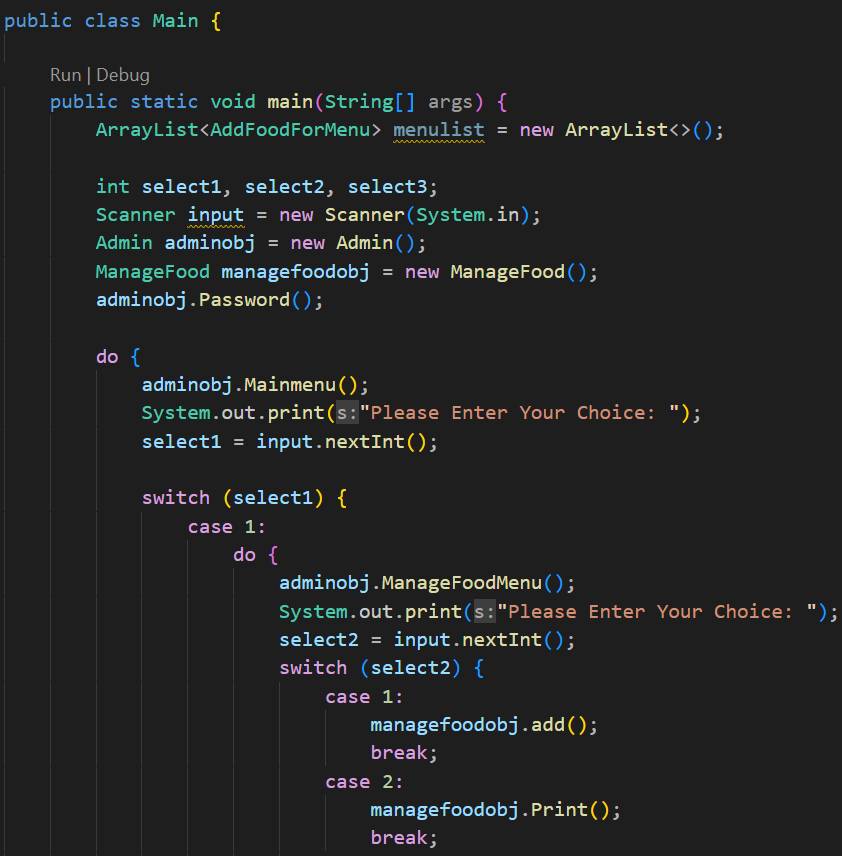 public class Main {
Run | Debug
public static void main(String[] args) {
ArrayList<AddFoodForMenu> menulist = new ArrayList<>();
int select1, select2, select3;
Scanner input = new Scanner(System.in);
Admin adminobj = new Admin();
ManageFood managefoodobj = new ManageFood();
adminobj.Password();
do {
adminobj.Mainmenu();
System.out.print(s:"Please Enter Your Choice: ");
select1 = input.nextInt();
switch (select1) {
case 1:
do {
adminobj.ManageFoodMenu();
System.out.print(s:"Please Enter Your Choice: ");
select2 = input.nextInt();
switch (select2) {
case 1:
managefoodobj.add();
break;
case 2:
managefoodobj.Print();
break;